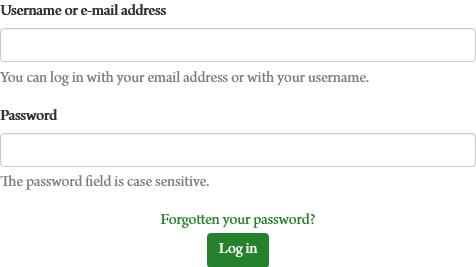 Username or e-mail address
You can log in with your email address or with your username.
Password
The password field is case sensitive.
Forgotten your password?
Log in